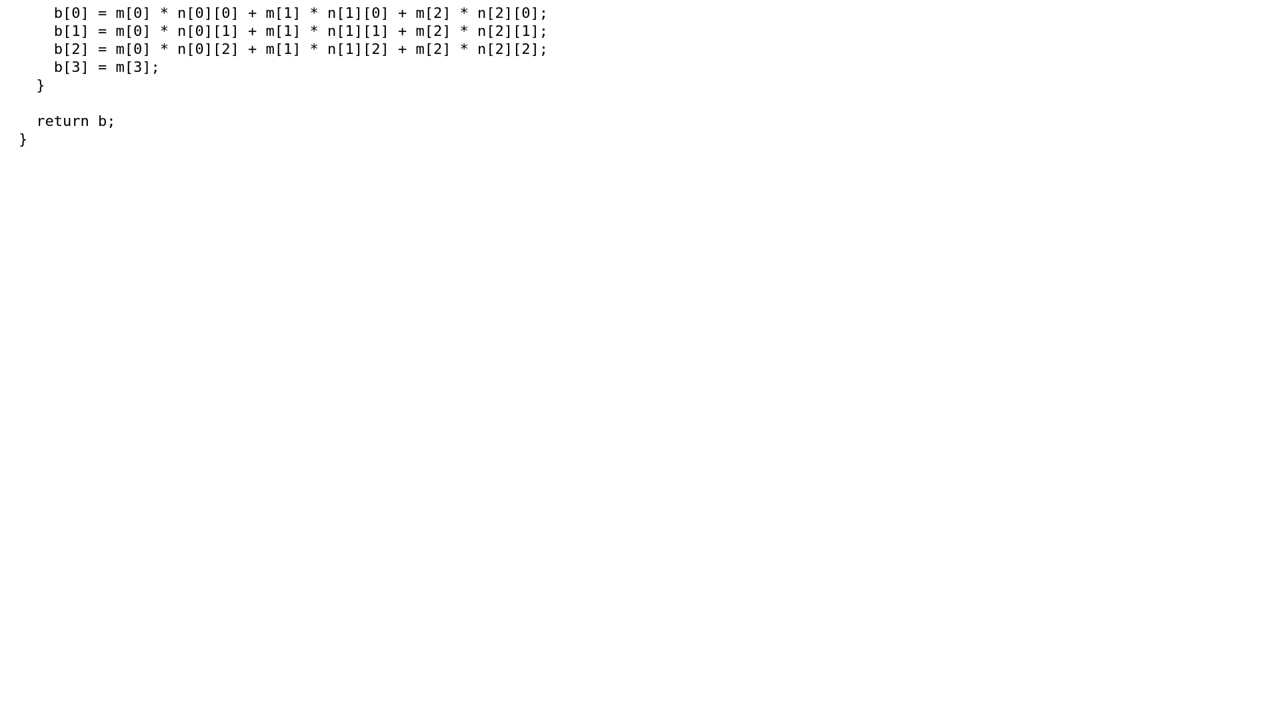 b[0] = m[0] * n[0][0] + m[1] * n[1][0] + m[2] * n[2][0];
    b[1] = m[0] * n[0][1] + m[1] * n[1][1] + m[2] * n[2][1];
    b[2] = m[0] * n[0][2] + m[1] * n[1][2] + m[2] * n[2][2];
    b[3] = m[3];
  }

  return b;
}